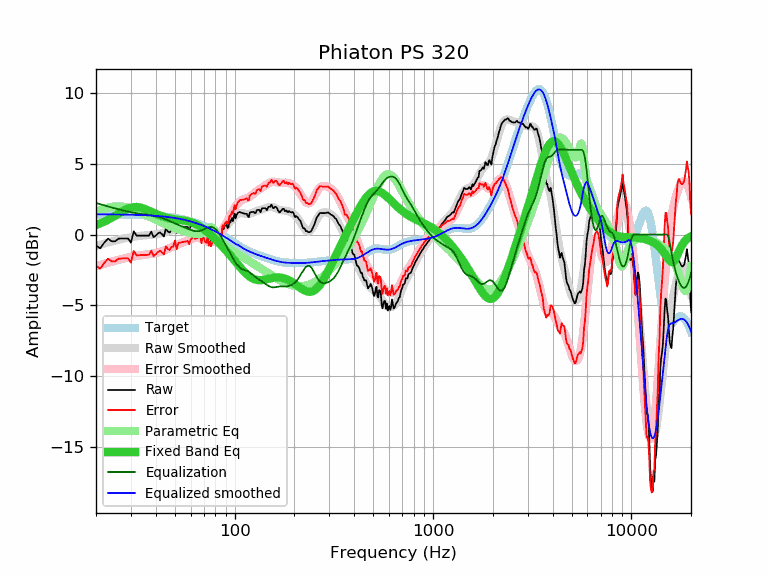 Phiaton PS 320
Amplitude (dBr)
10
5
0
−5
−10
−15
Target
Raw Smoothed
Error Smoothed
Raw
Error
Parametric Eq
Fixed Band Eq
Equalization
Equalized smoothed
100
1000
10000
Frequency (Hz)